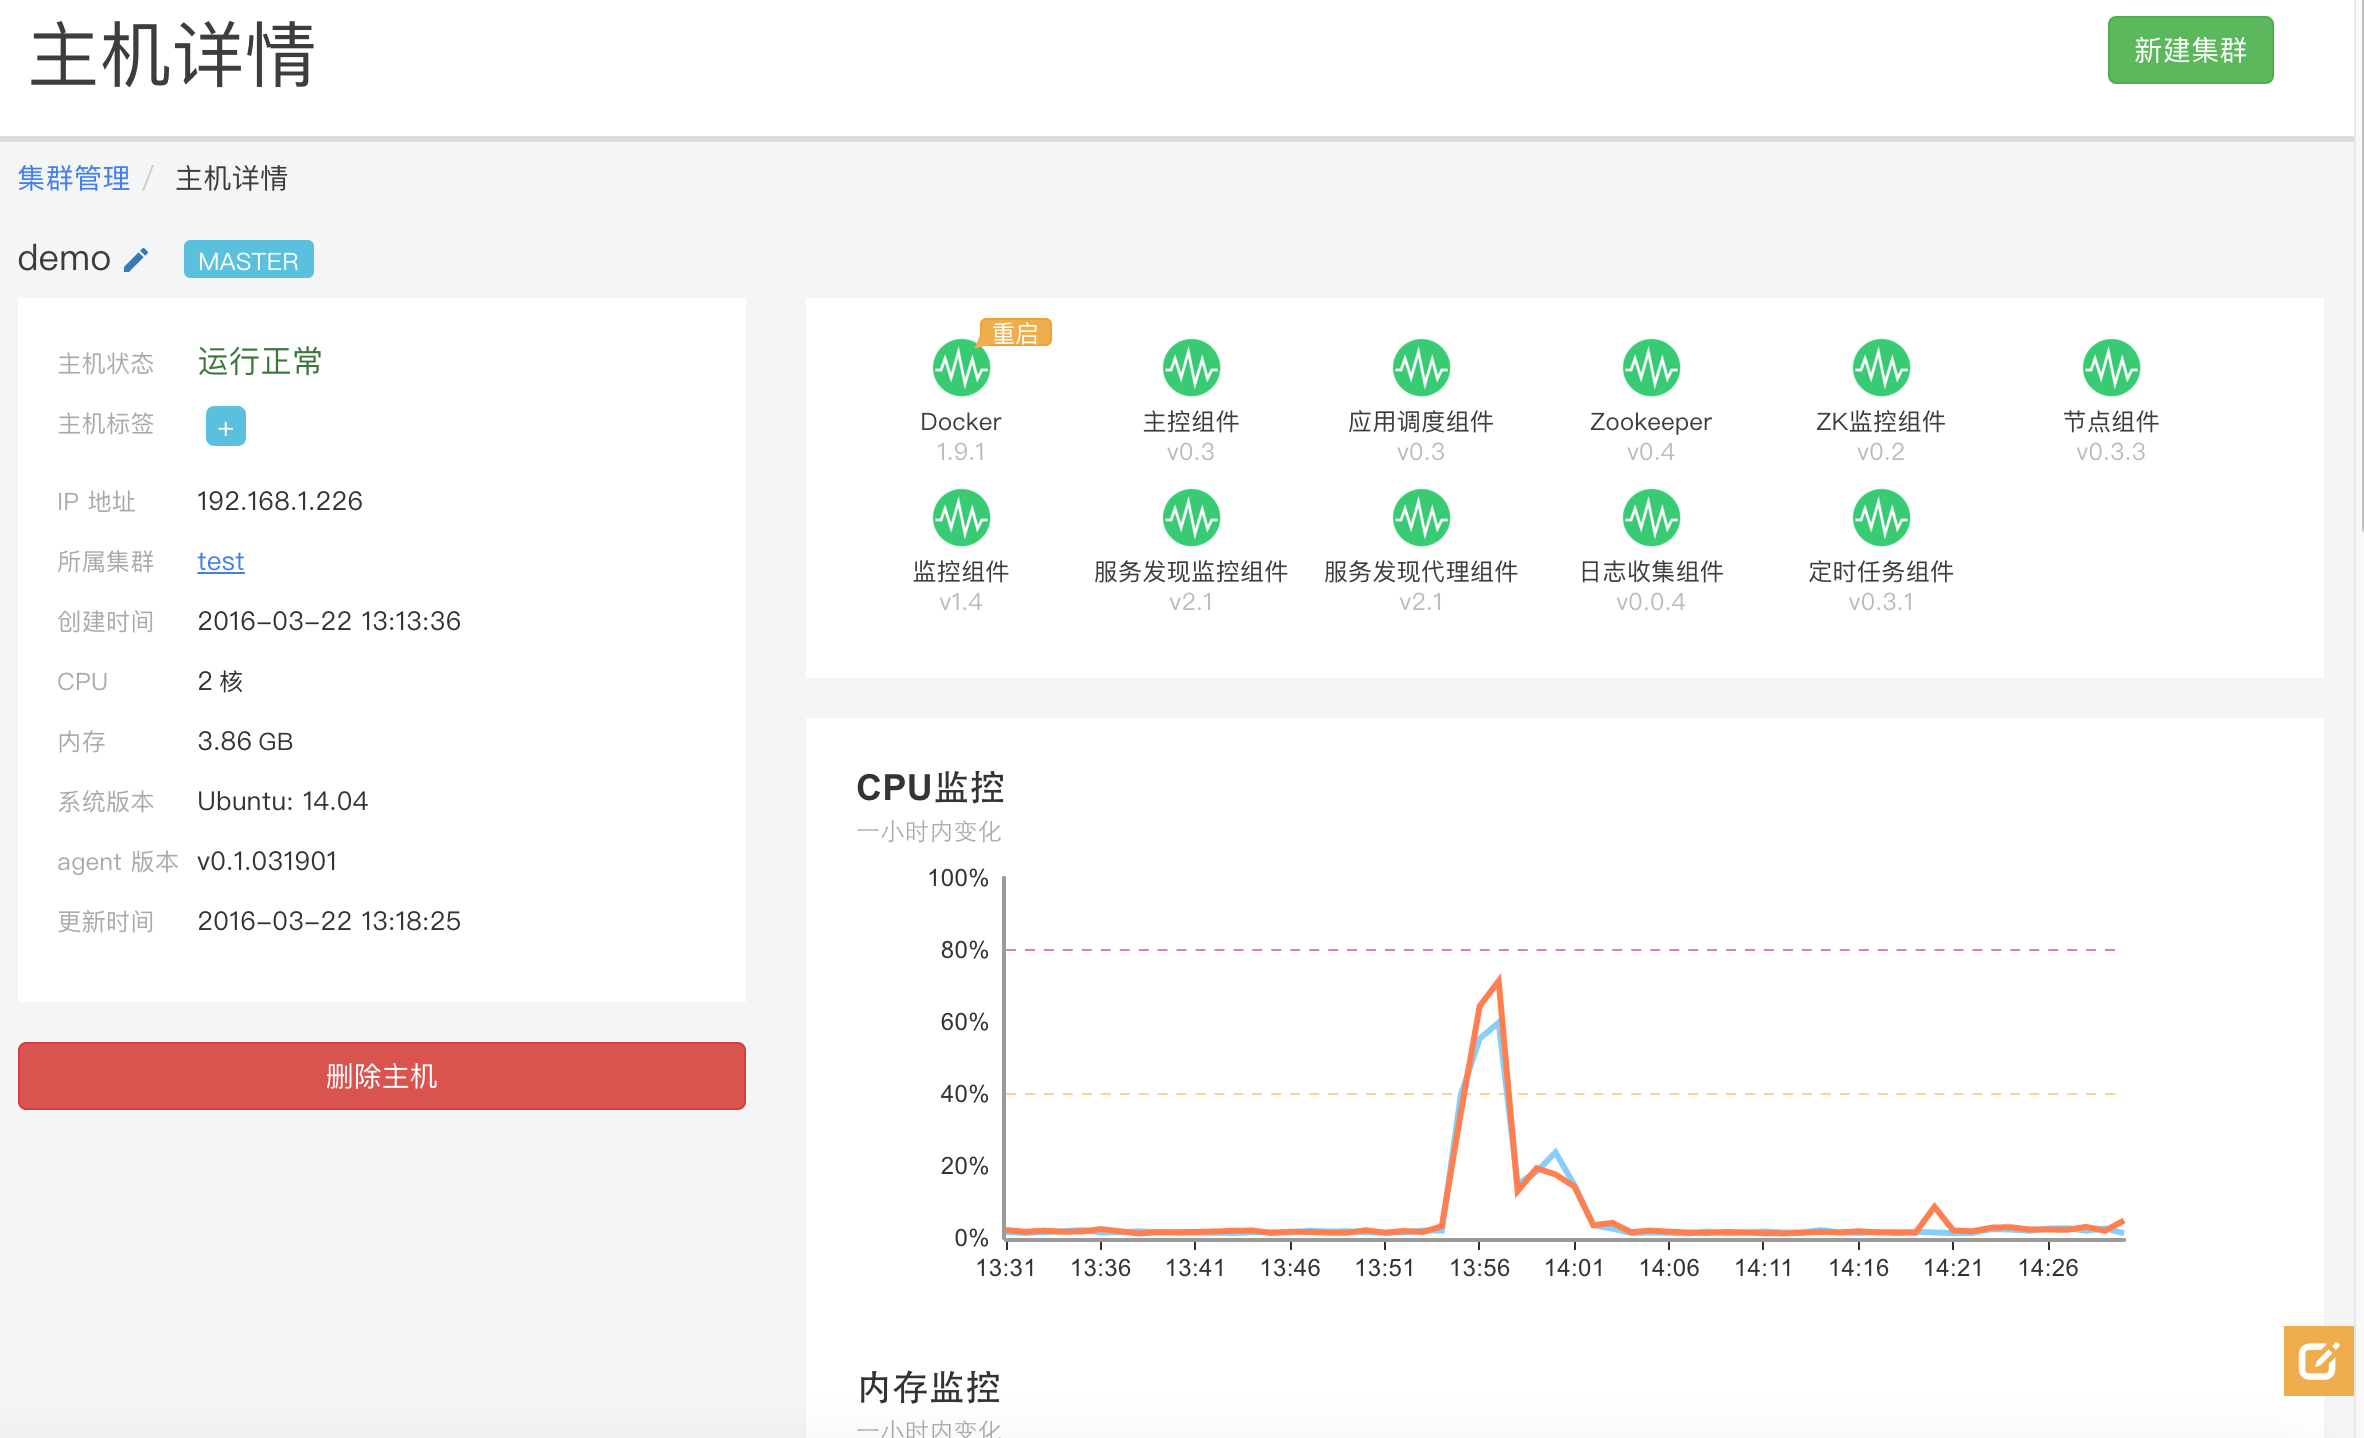 主机详情
新建集群
集群管理 / 主机详情
demo
MASTER
主机状态 运行正常
主机标签 +
IP 地址 192.168.1.226
所属集群 test
创建时间 2016-03-22 13:13:36
CPU 2 核
内存 3.86 GB
系统版本 Ubuntu: 14.04
agent 版本 v0.1.031901
更新时间 2016-03-22 13:18:25
删除主机
重启
Docker 主控组件 应用调度组件 Zookeeper ZK监控组件 节点组件
1.9.1 v0.3 v0.3 v0.4 v0.2 v0.3.3
监控组件 服务发现监控组件 服务发现代理组件 日志收集组件 定时任务组件
v1.4 v2.1 v2.1 v0.0.4 v0.3.1
CPU监控
一小时内变化
100%
80%
60%
40%
20%
0%
13:31 13:36 13:41 13:46 13:51 13:56 14:01 14:06 14:11 14:16 14:21 14:26
内存监控
一小时内变化